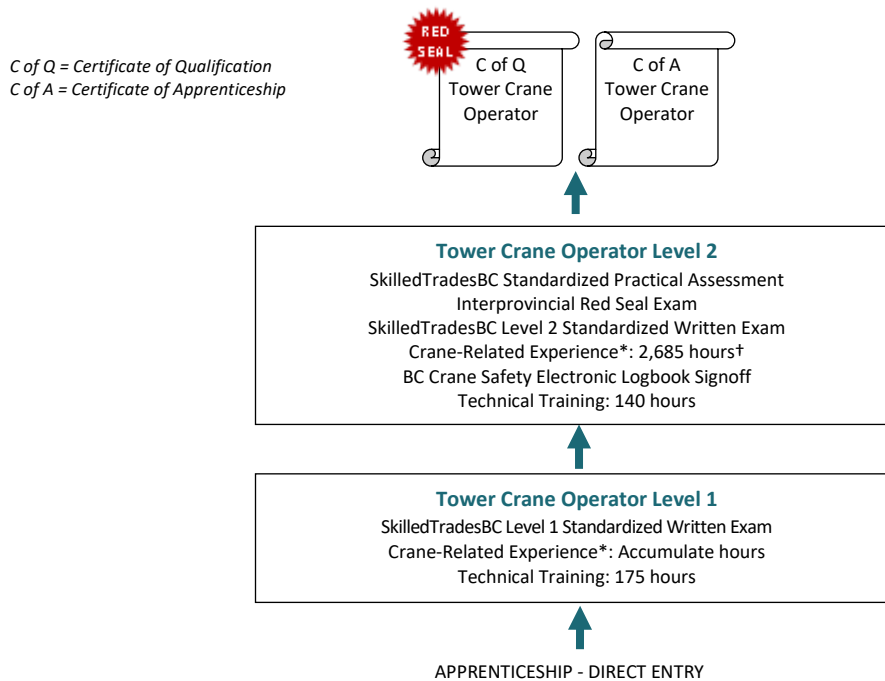 RED
SEAL
C of Q = Certificate of Qualification
C of A = Certificate of Apprenticeship
C of Q
Tower Crane
Operator
C of A
Tower Crane
Operator
Tower Crane Operator Level 2
SkilledTradesBC Standardized Practical Assessment
Interprovincial Red Seal Exam
SkilledTradesBC Level 2 Standardized Written Exam
Crane-Related Experience*: 2,685 hours†
BC Crane Safety Electronic Logbook Signoff
Technical Training: 140 hours
Tower Crane Operator Level 1
SkilledTradesBC Level 1 Standardized Written Exam
Crane-Related Experience*: Accumulate hours
Technical Training: 175 hours
APPRENTICESHIP - DIRECT ENTRY